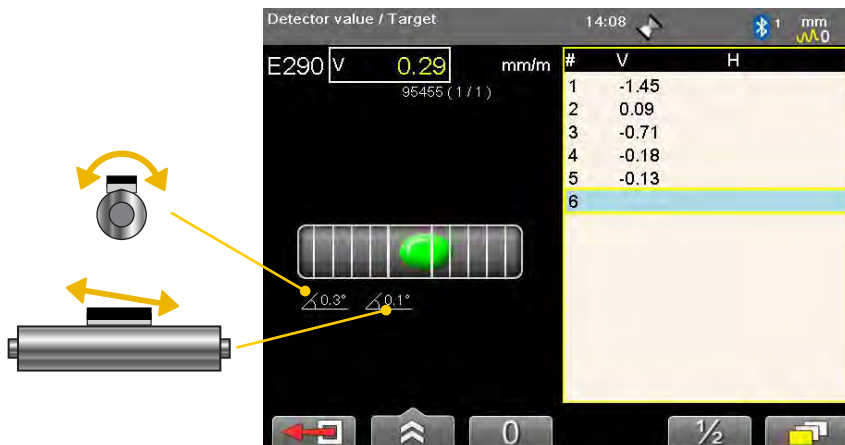 Detector value / Target 14:08 1 mm
0
E290 V 0.29 mm/m
95455 ( 1 / 1 )
# V H
1 -1.45
2 0.09
3 -0.71
4 -0.18
5 -0.13
6
0.3° 0.1°
0 ½